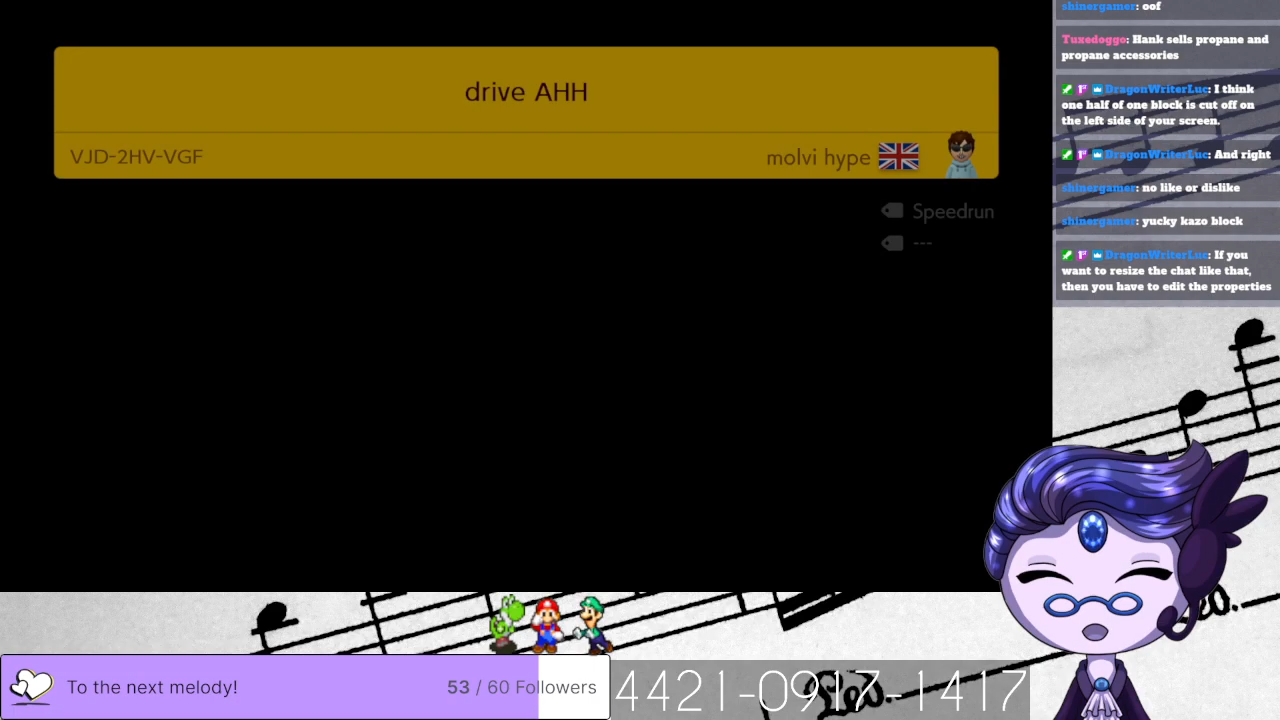 drive AHH
VJD-2HV-VGF
molvi hype
Speedrun
---
shinergamer: oof
Tuxedoggo: Hank sells propane and
propane accessories
DragonWriterLuc: I think
one half of one block is cut off on
the left side of your screen.
DragonWriterLuc: And right
shinergamer: no like or dislike
shinergamer: yucky kazo block
DragonWriterLuc: If you
want to resize the chat like that,
then you have to edit the properties
To the next melody!
53 / 60 Followers
4421-0917-1417